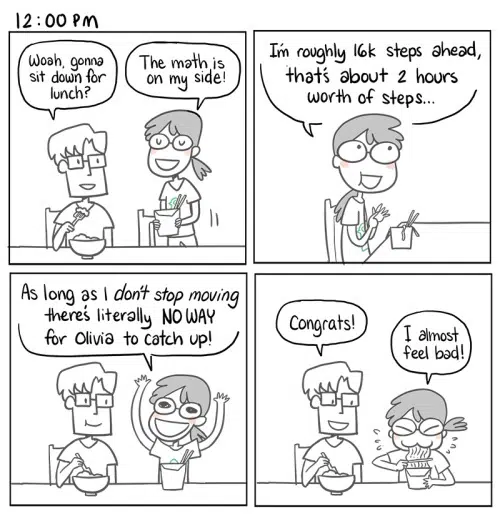 12:00 PM
Woah, gonna
sit down for
lunch?
The math is
on my side!
I'm roughly 16k steps ahead,
that's about 2 hours
worth of steps...
As long as I don't stop moving
there's literally NO WAY
for Olivia to catch up!
Congrats!
I almost
feel bad!